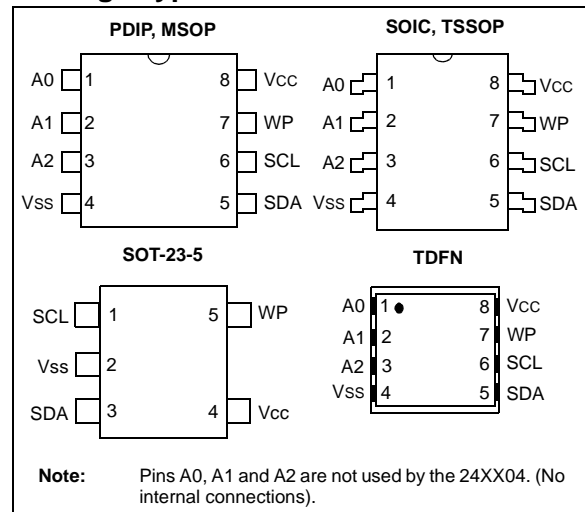 PDIP, MSOP
A0 1 8 VCC
A1 2 7 WP
A2 3 6 SCL
VSS 4 5 SDA
SOIC, TSSOP
A0 1 8 VCC
A1 2 7 WP
A2 3 6 SCL
VSS 4 5 SDA
SOT-23-5
SCL 1 5 WP
Vss 2
SDA 3 4 Vcc
TDFN
A0 1 8 VCC
A1 2 7 WP
A2 3 6 SCL
VSS 4 5 SDA
Note: Pins A0, A1 and A2 are not used by the 24XX04. (No
internal connections).